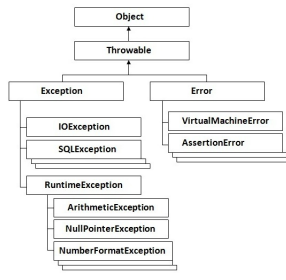 Object
Throwable
Exception
Error
IOException
SQLException
RuntimeException
ArithmeticException
NullPointerException
NumberFormatException
VirtualMachineError
AssertionError